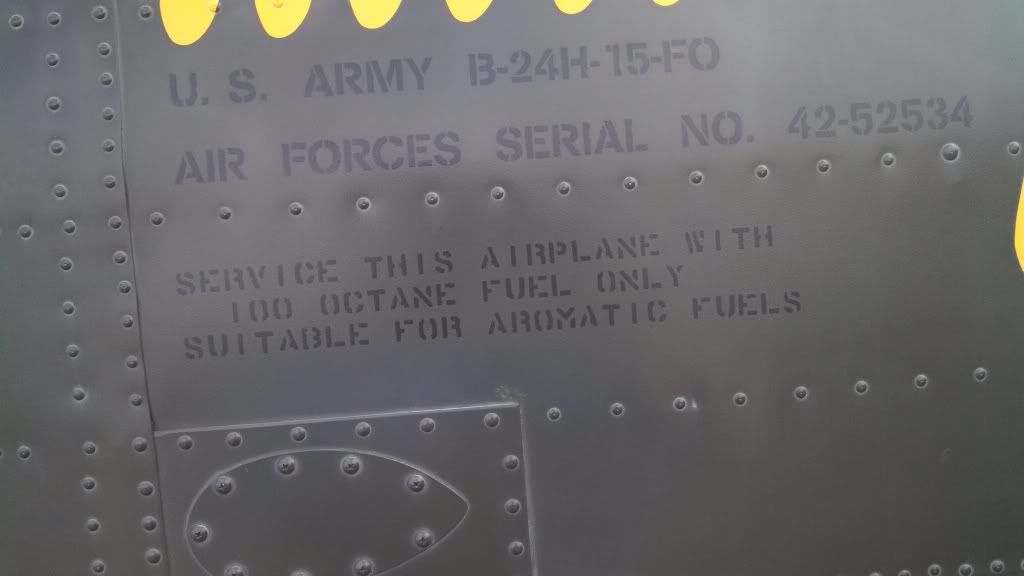 U. S. ARMY B-24H-15-FO
AIR FORCES SERIAL NO. 42-52534
SERVICE THIS AIRPLANE WITH
100 OCTANE FUEL ONLY
SUITABLE FOR AROMATIC FUELS